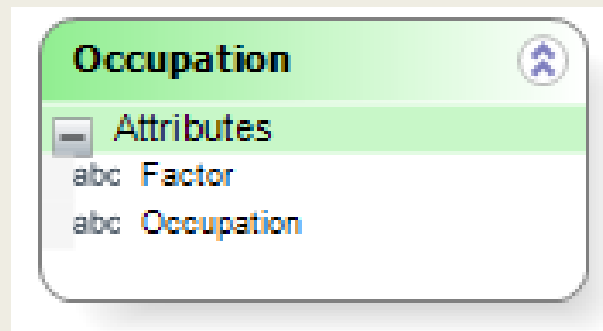 Occupation
Attributes
abc Factor
abc Occupation